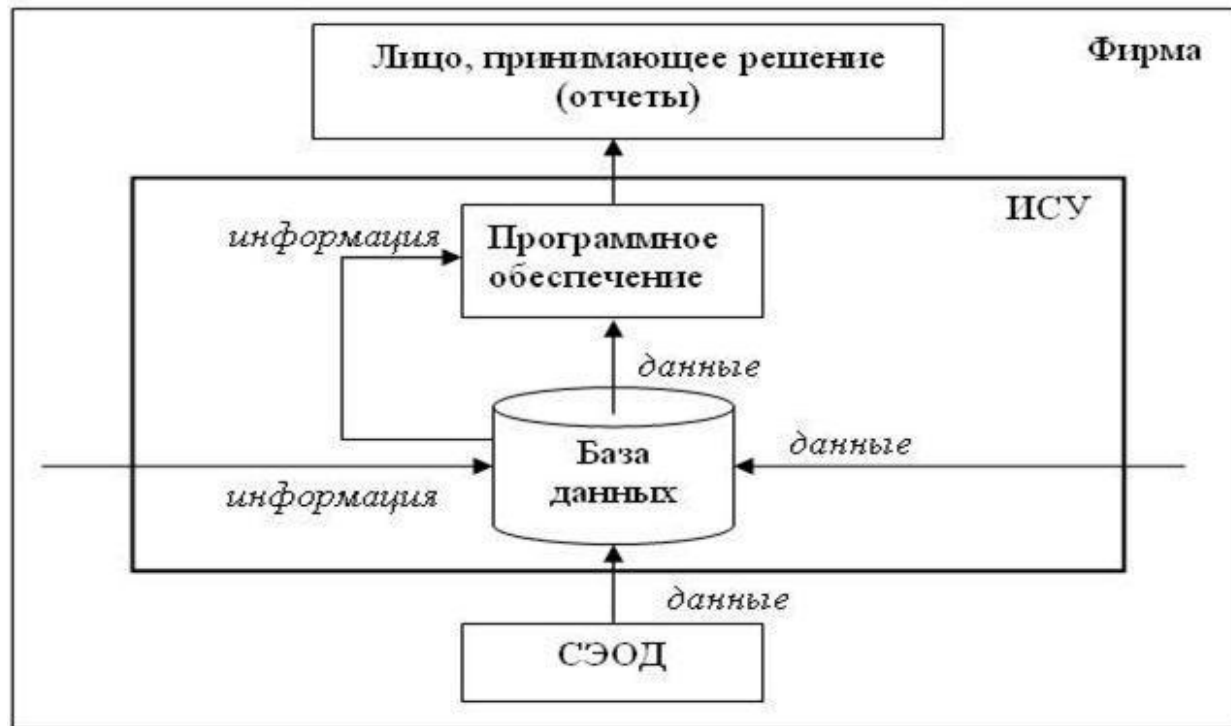 Лицо, принимающее решение
(отчеты)
Фирма
ИСУ
информация
Программное
обеспечение
данные
База
данных
данные
информация
данные
СЭОД